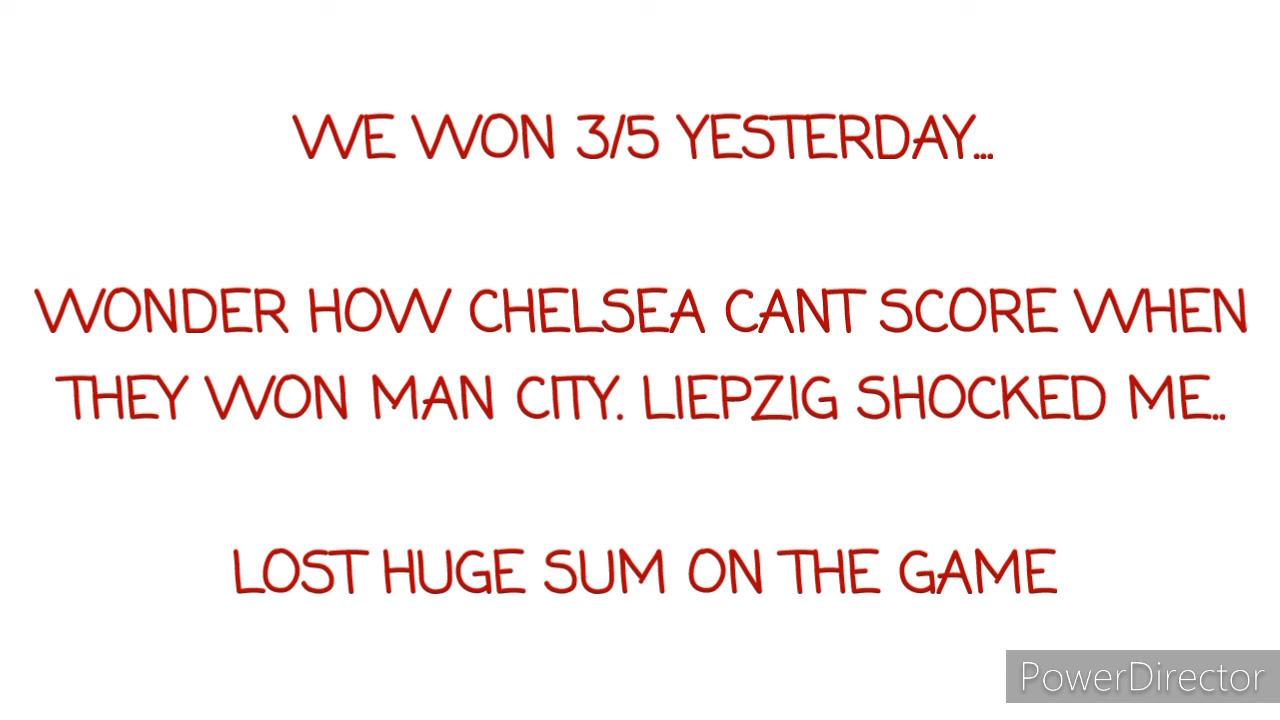 WE WON 3/5 YESTERDAY...
WONDER HOW CHELSEA CANT SCORE WHEN
THEY WON MAN CITY. LIEPZIG SHOCKED ME..
LOST HUGE SUM ON THE GAME
PowerDirector